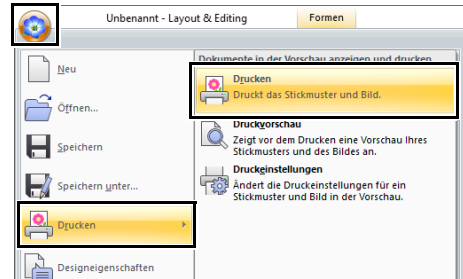 Unbenannt - Layout & Editing
Formen
Neu
Öffnen...
Speichern
Speichern unter...
Drucken
Designeigenschaften
Dokumente in der Vorschau anzeigen und drucken
Drucken
Druckt das Stickmuster und Bild.
Druckvorschau
Zeigt vor dem Drucken eine Vorschau Ihres
Stickmusters und des Bildes an.
Druckeinstellungen
Ändert die Druckeinstellungen für ein
Stickmuster und Bild in der Vorschau.